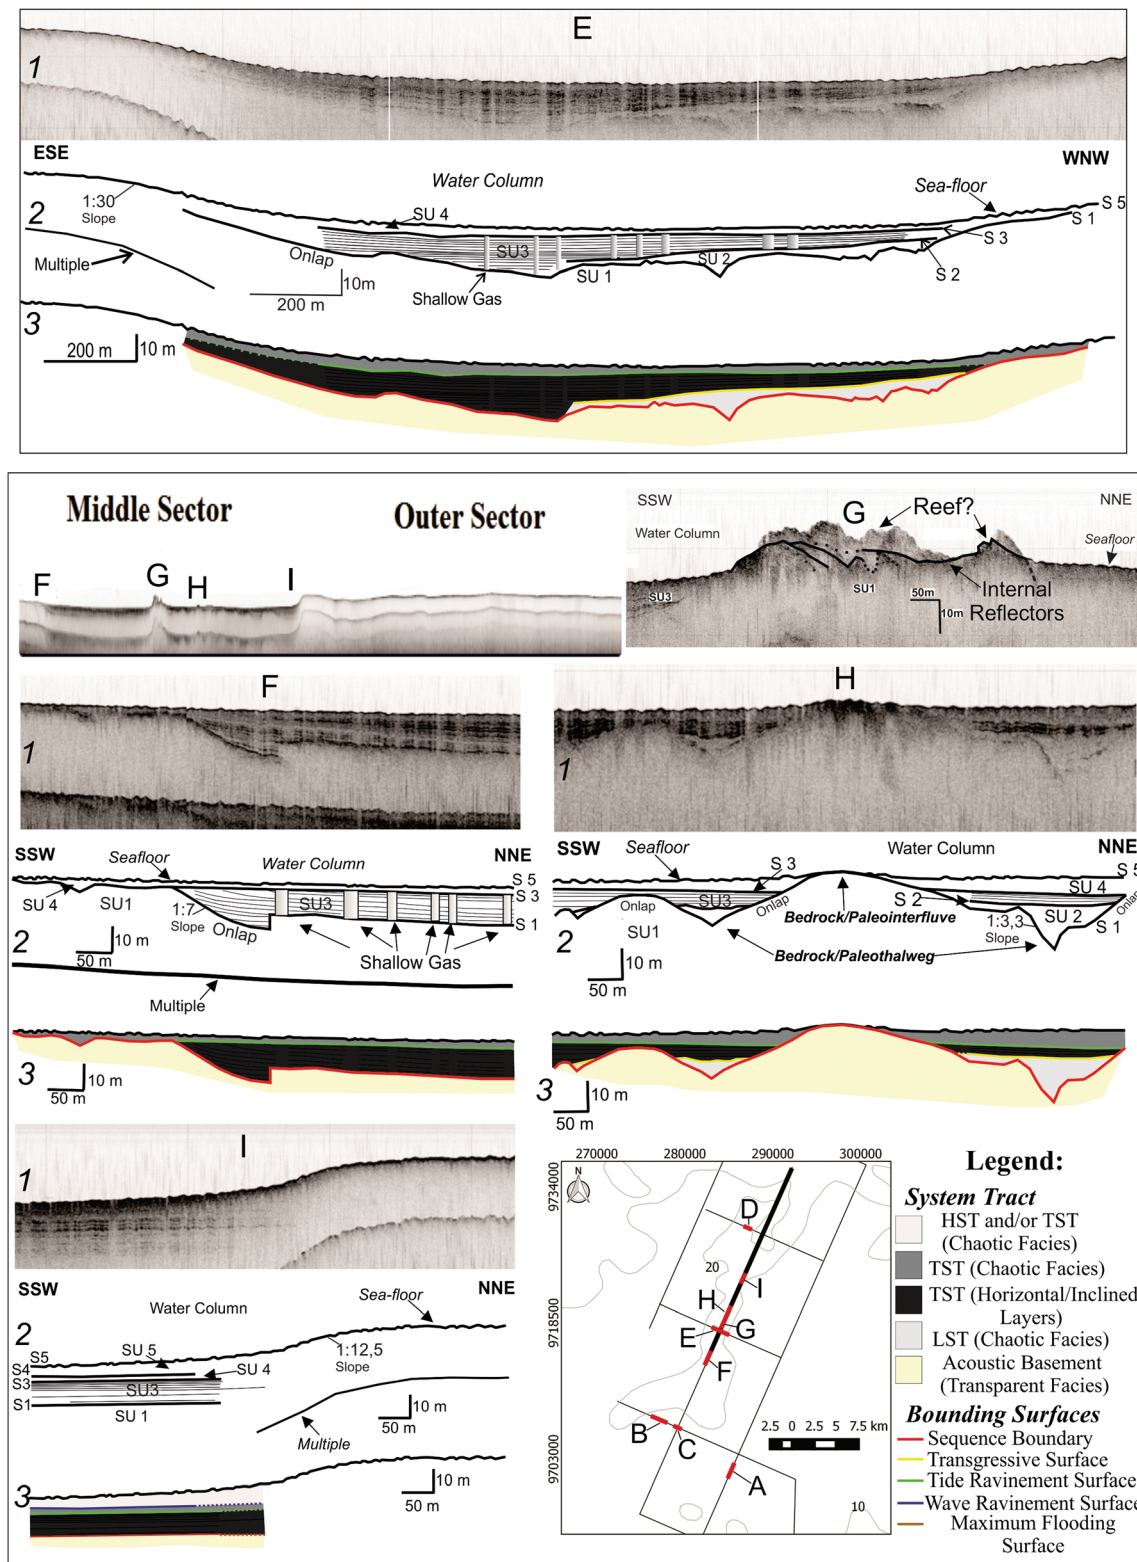 E
1
ESE
WNW
Water Column
Sea-floor
1:30
Slope
SU 4
S 5
S 1
2
S 3
SU3
SU 2
Onlap
SU 1
S 2
Multiple
10m
200 m
Shallow Gas
3
200 m
10 m
Middle Sector
Outer Sector
F
G
H
I
SSW
NNE
G
Reef?
Water Column
Seafloor
SU3
SU1
50m
10m
Internal
Reflectors
F
1
H
1
SSW
Seafloor
Water Column
NNE
S 5
S 3
SU 4
SU1
SU3
1:7
Slope
Onlap
S 1
2
10 m
50 m
Shallow Gas
Multiple
3
10 m
50 m
SSW
Seafloor
S 3
Water Column
NNE
S 5
SU 4
SU3
S 2
Onlap
Onlap
Bedrock/Paleointerfluve
SU 2
Onlap
SU1
1:3,3
Slope
S 1
2
Bedrock/Paleothalweg
10 m
50 m
3
10 m
50 m
I
1
SSW
NNE
Water Column
Sea-floor
2
S5
SU 5
1:12,5
Slope
S4
SU 4
S3
SU3
S1
SU 1
10 m
50 m
Multiple
3
10 m
50 m
270000
280000
290000
300000
N
9734000
9718500
9703000
D
20
I
H
E
G
F
2.5 0 2.5 5 7.5 km
B
C
A
10
Legend:
System Tract
HST and/or TST
(Chaotic Facies)
TST (Chaotic Facies)
TST (Horizontal/Inclined
Layers)
LST (Chaotic Facies)
Acoustic Basement
(Transparent Facies)
Bounding Surfaces
Sequence Boundary
Transgressive Surface
Tide Ravinement Surface
Wave Ravinement Surface
Maximum Flooding
Surface